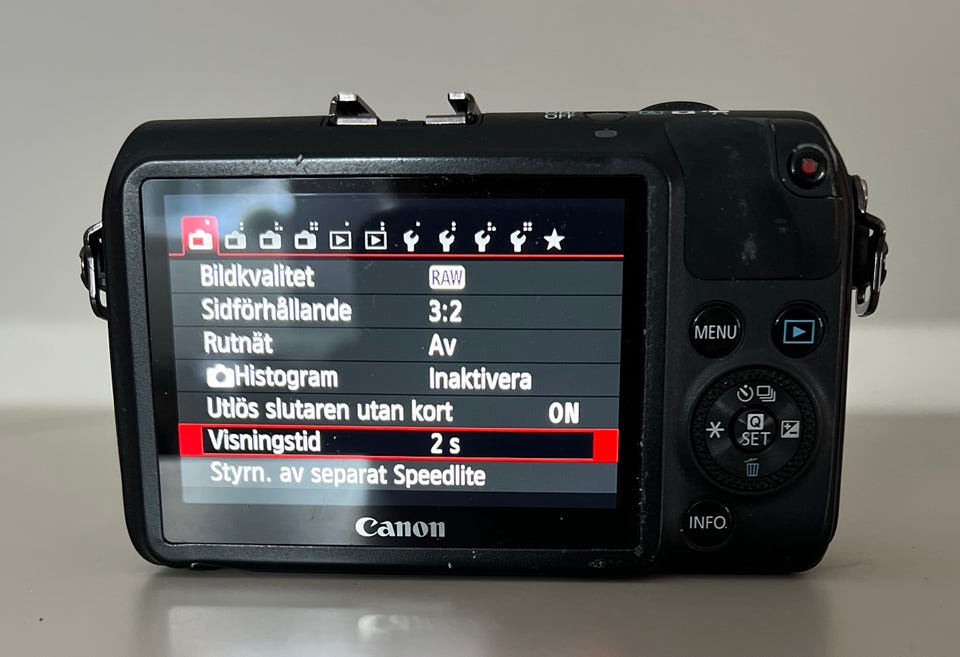 OFF
Bildkvalitet RAW
Sidförhållande 3:2
Rutnät Av
Histogram Inaktivera
Utlös slutaren utan kort ON
Visningstid 2 s
Styrn. av separat Speedlite
Canon
MENU
Q
SET
INFO.